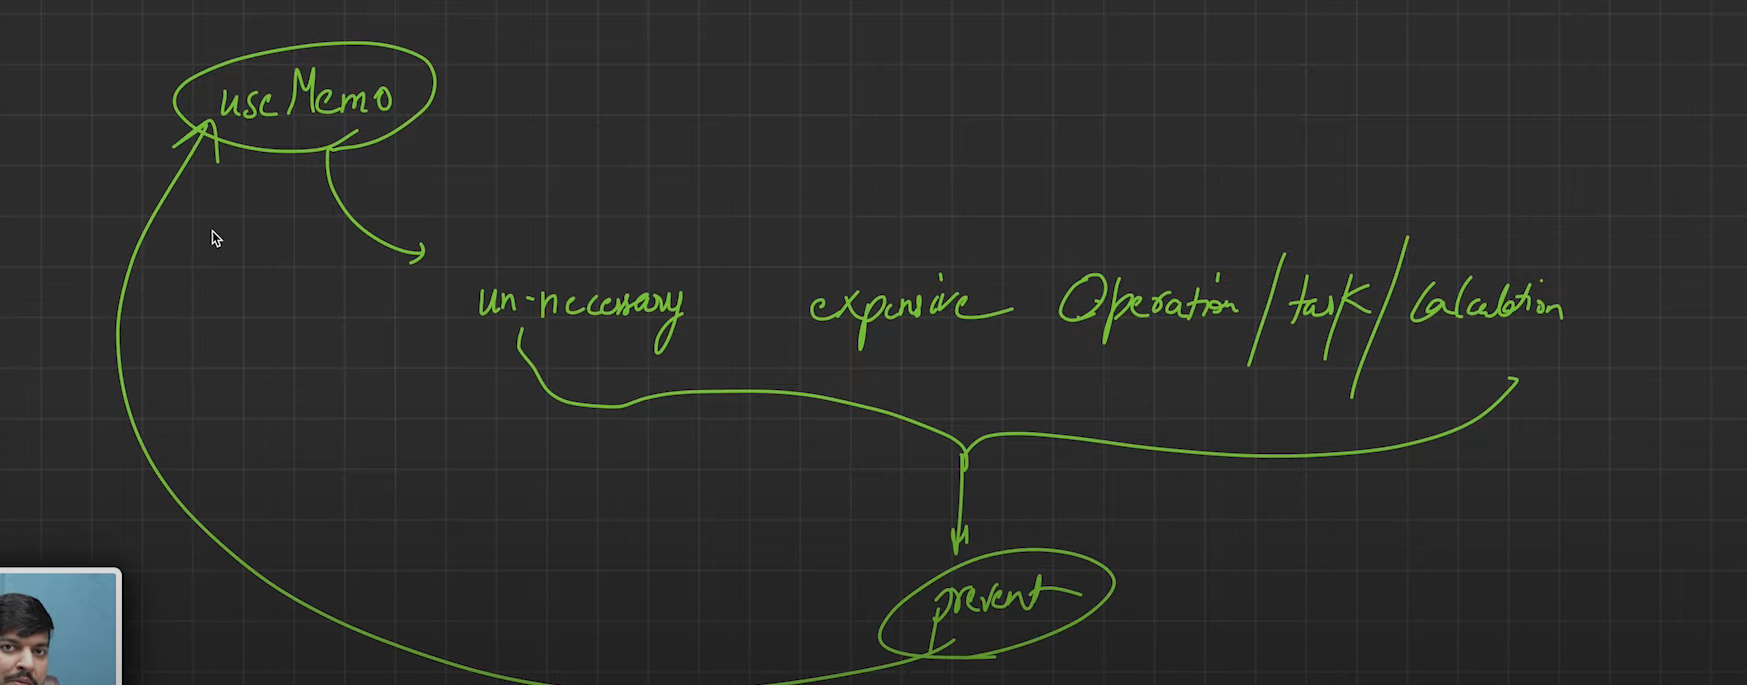 useMemo
un-necessary expensive Operation/task/Calculation
prevent